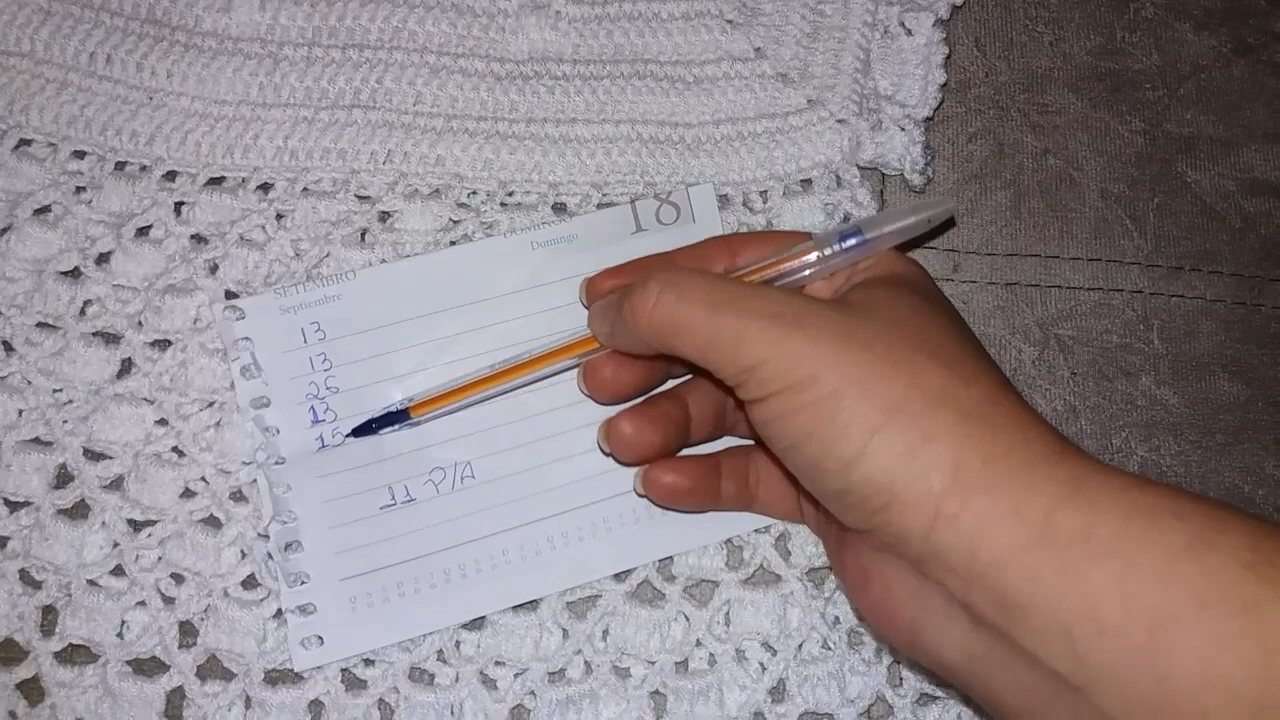 DOMINGO
Domingo
18
SETEMBRO
Septiembre
13
13
26
13
15
11 P/A